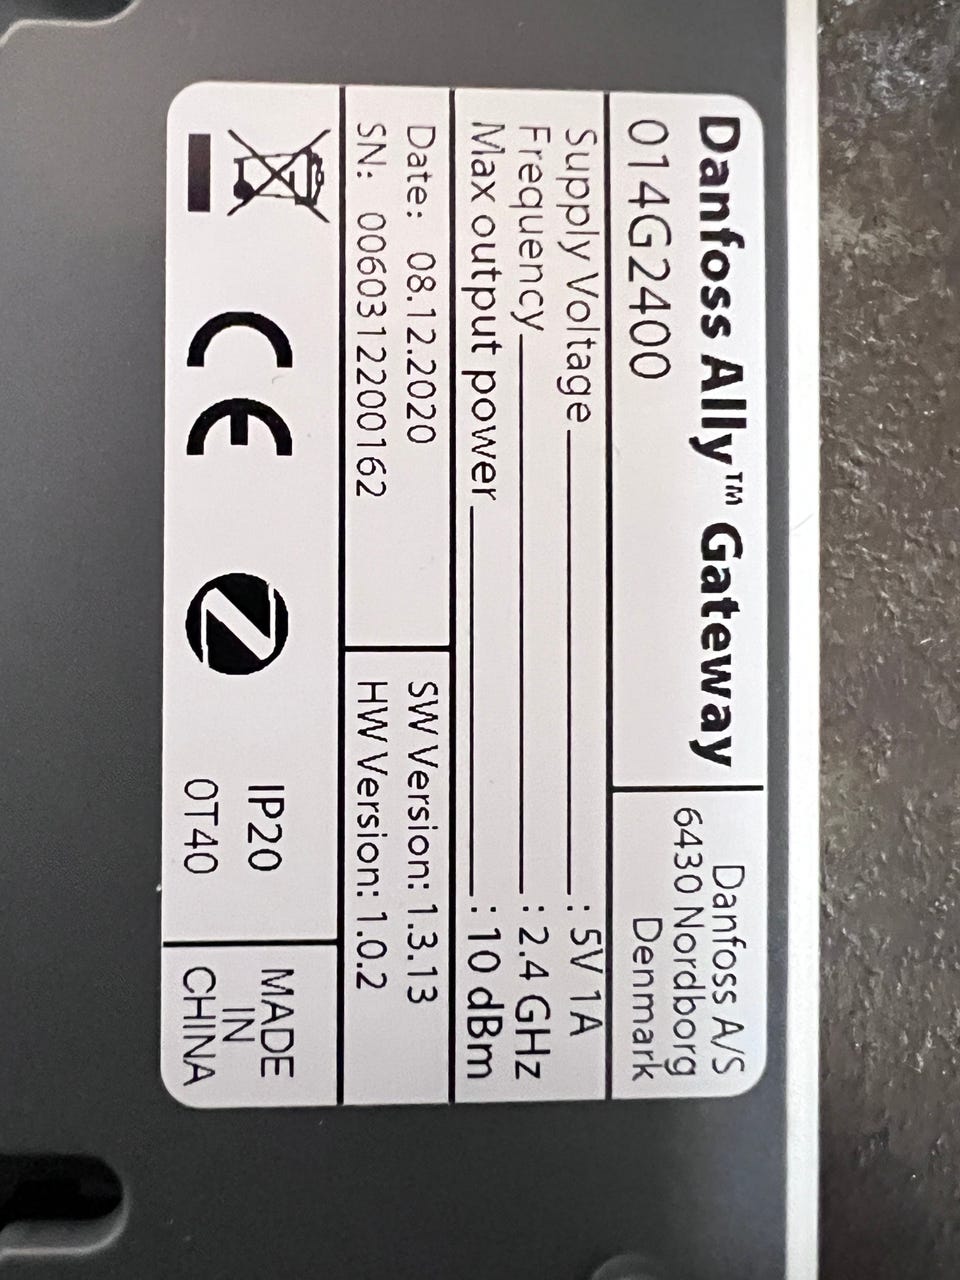 Danfoss Ally™ Gateway
014G2400
Danfoss A/S
6430 Nordborg
Denmark
Supply Voltage : 5V 1A
Frequency : 2.4 GHz
Max output power : 10 dBm
Date: 08.12.2020
SN: 0060312200162
SW Version: 1.3.13
HW Version: 1.0.2
CE
IP20
0T40
MADE
IN
CHINA